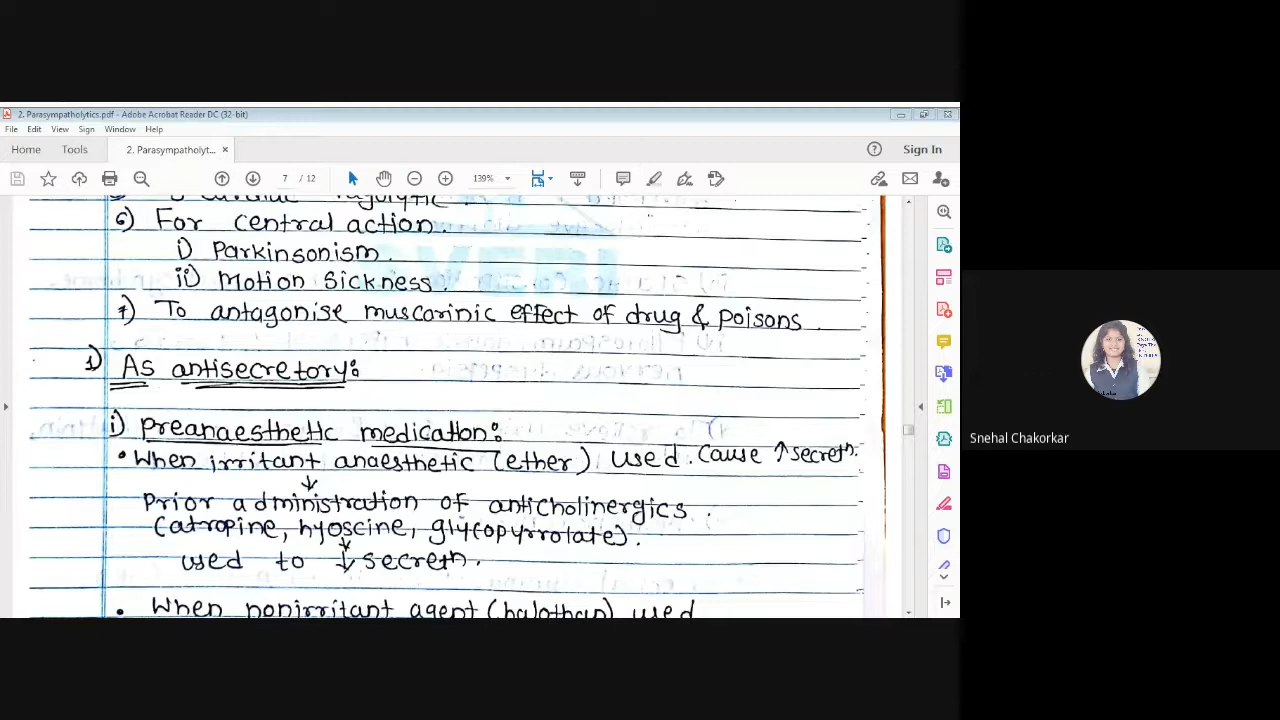 2. Parasympatholytics.pdf - Adobe Acrobat Reader DC (32-bit)
File Edit View Sign Window Help
Home Tools 2. Parasympatholyt... × Sign In
7 / 12 139%
6) For central action.
i) Parkinsonism.
ii) Motion Sickness.
7) To antagonise muscarinic effect of drug & poisons.
1) As antisecretory:
i) Preanaesthetic medication:
• When irritant anaesthetic (ether) used. Cause ↑ secretn.
↓
Prior administration of anticholinergics.
(atropine, hyoscine, glycopyrrolate).
↓
used to ↓ secretn.
• When nonirritant agent (halothan) used
Snehal Chakorkar